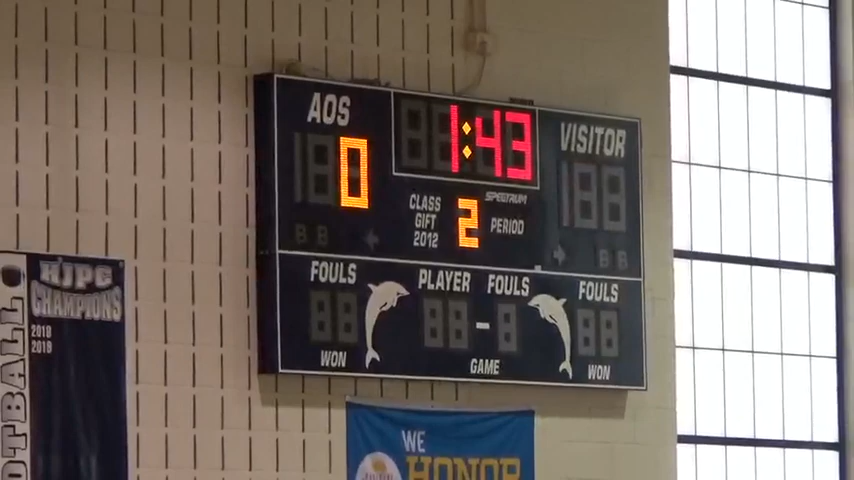 AOS
1:43
VISITOR
0
SPECTRUM
CLASS
GIFT
2012
2
PERIOD
FOULS
PLAYER FOULS
FOULS
WON
GAME
WON
HJPC
CHAMPIONS
2018
2019
WE
HONOR